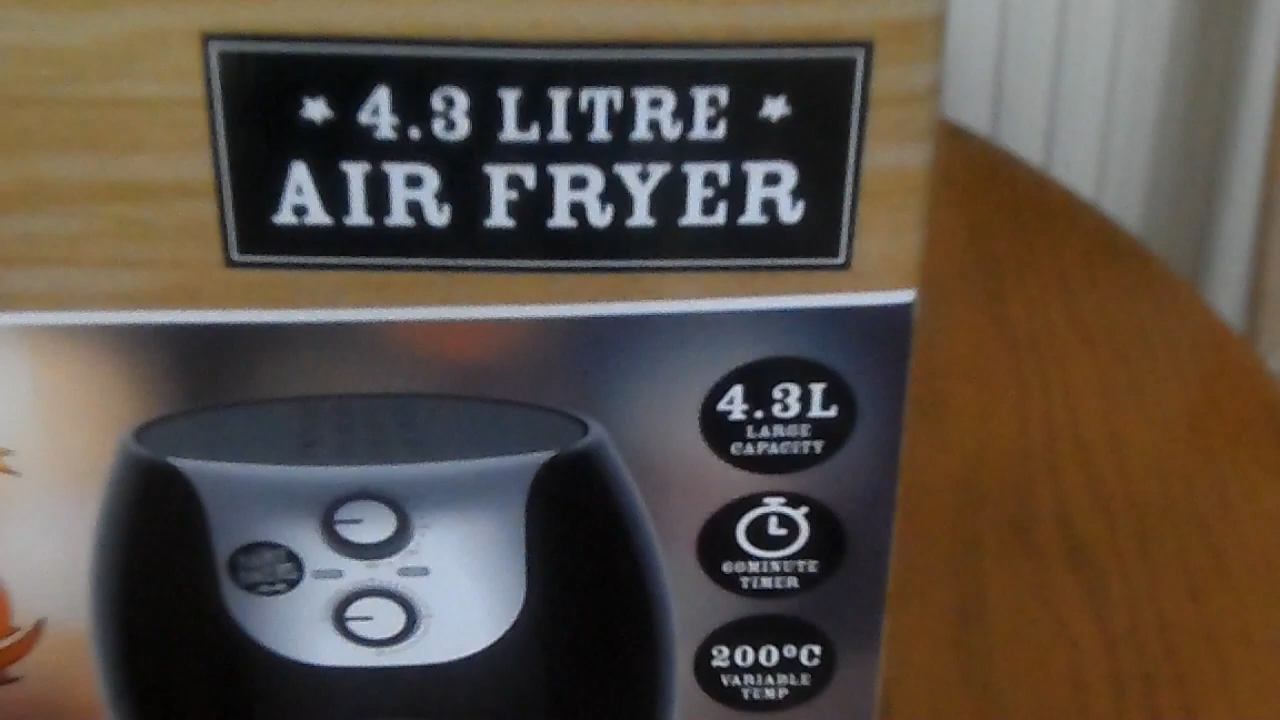 4.3 LITRE
AIR FRYER
4.3L
LARGE
CAPACITY
60MINUTE
TIMER
200°C
VARIABLE
TEMP